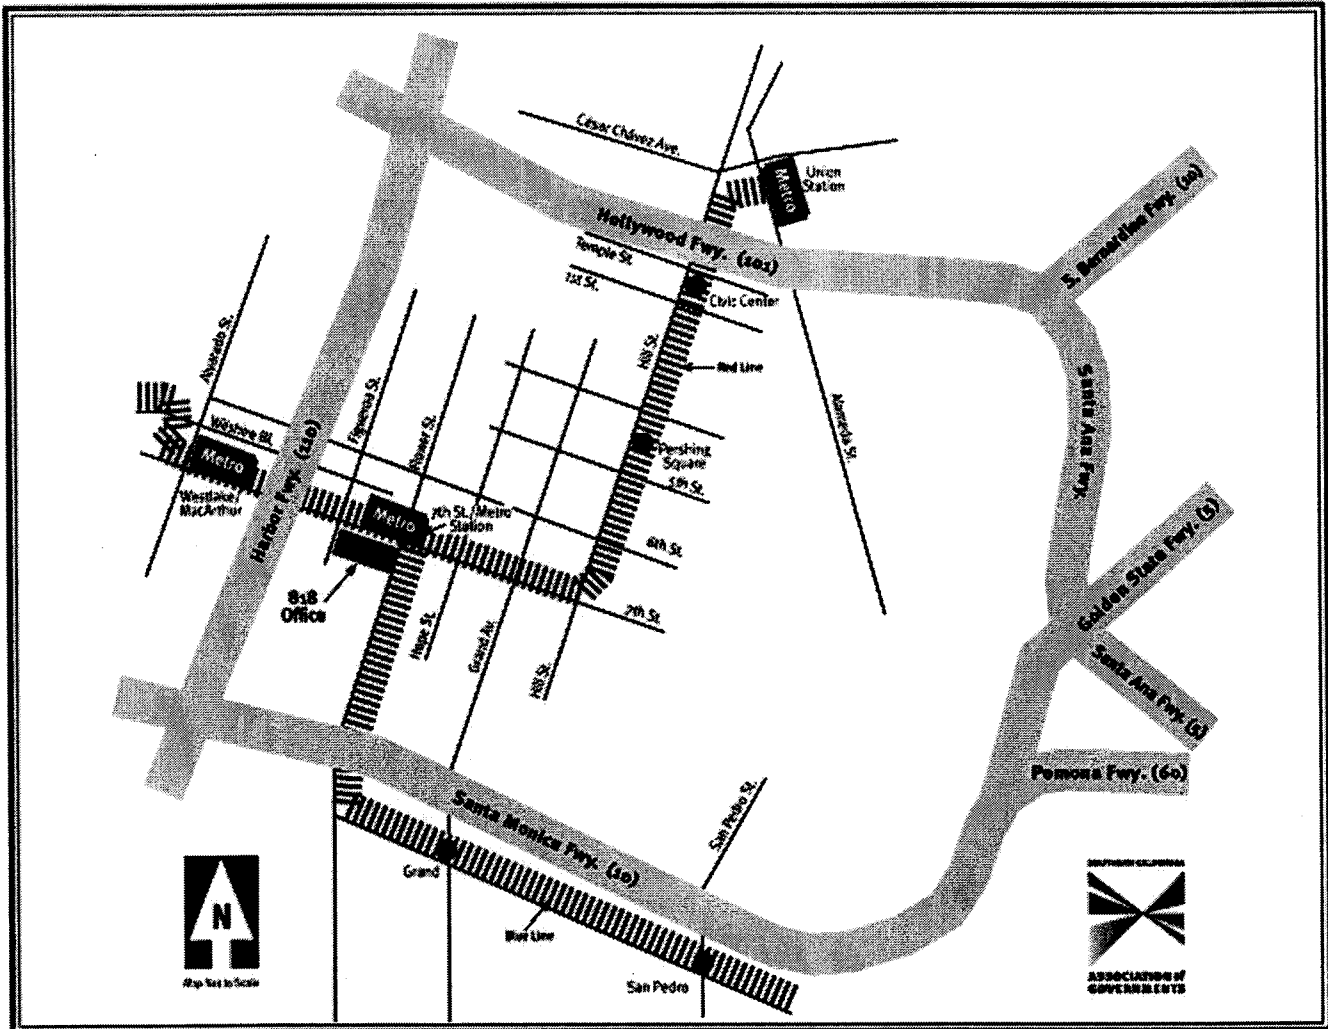 César Chávez Ave.
Union
Station
Metro
S. Bernardino Fwy. (10)
Hollywood Fwy. (101)
Temple St.
1st St.
Civic Center
Alvarado St.
Hill St.
Red Line
Santa Ana Fwy.
Figueroa St.
Alameda St.
Wilshire Bl.
Flower St.
Harbor Fwy. (110)
Metro
Westlake/
MacArthur
Pershing
Square
5th St.
Metro
7th St./Metro
Station
6th St.
Golden State Fwy. (5)
818
Office
7th St.
Hope St.
Grand Av.
Hill St.
Santa Ana Fwy. (5)
Pomona Fwy. (60)
Santa Monica Fwy. (10)
San Pedro St.
Grand
N
Map Not to Scale
Blue Line
San Pedro
SOUTHERN CALIFORNIA
ASSOCIATION of
GOVERNMENTS